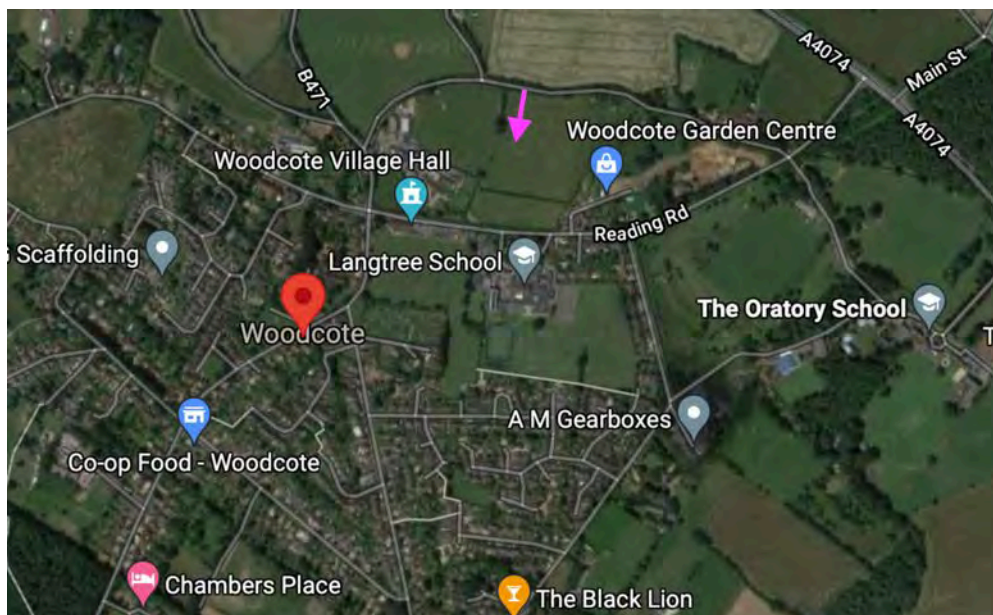 A4074
Main St
B471
A4074
Woodcote Garden Centre
Woodcote Village Hall
Reading Rd
Scaffolding
Langtree School
The Oratory School
Woodcote
A M Gearboxes
Co-op Food - Woodcote
Chambers Place
The Black Lion